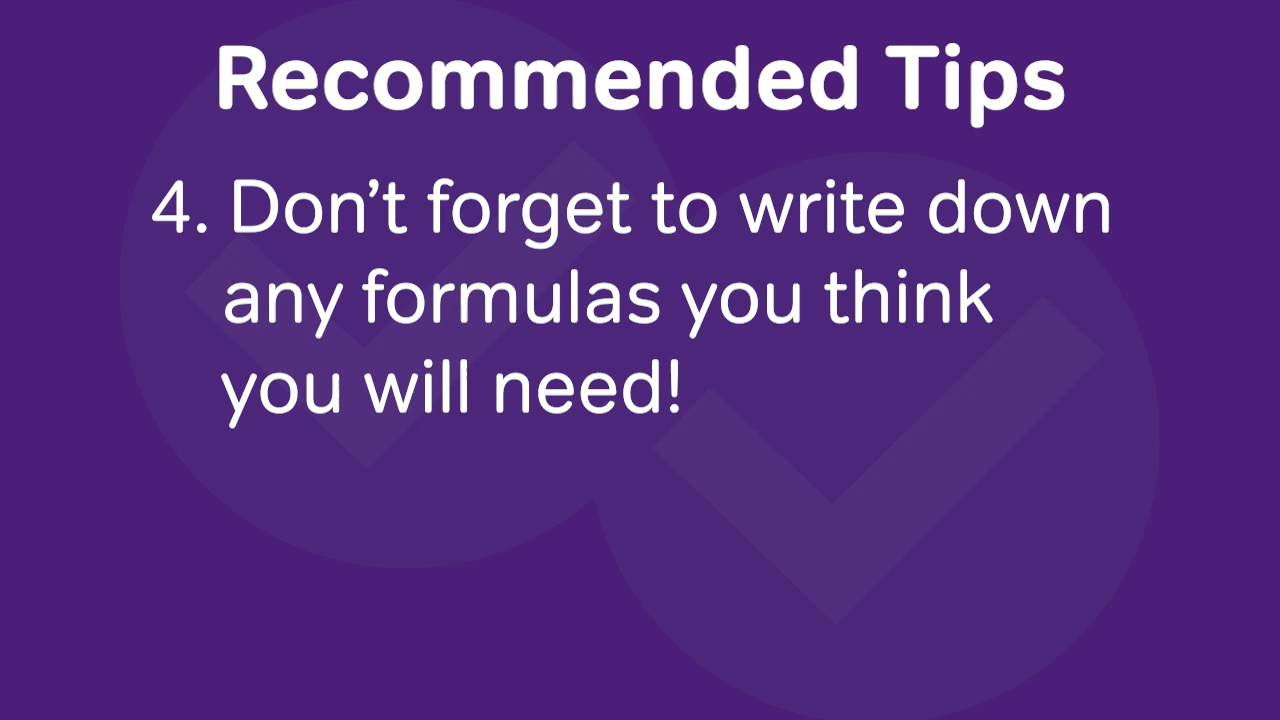 Recommended Tips
4. Don’t forget to write down
any formulas you think
you will need!